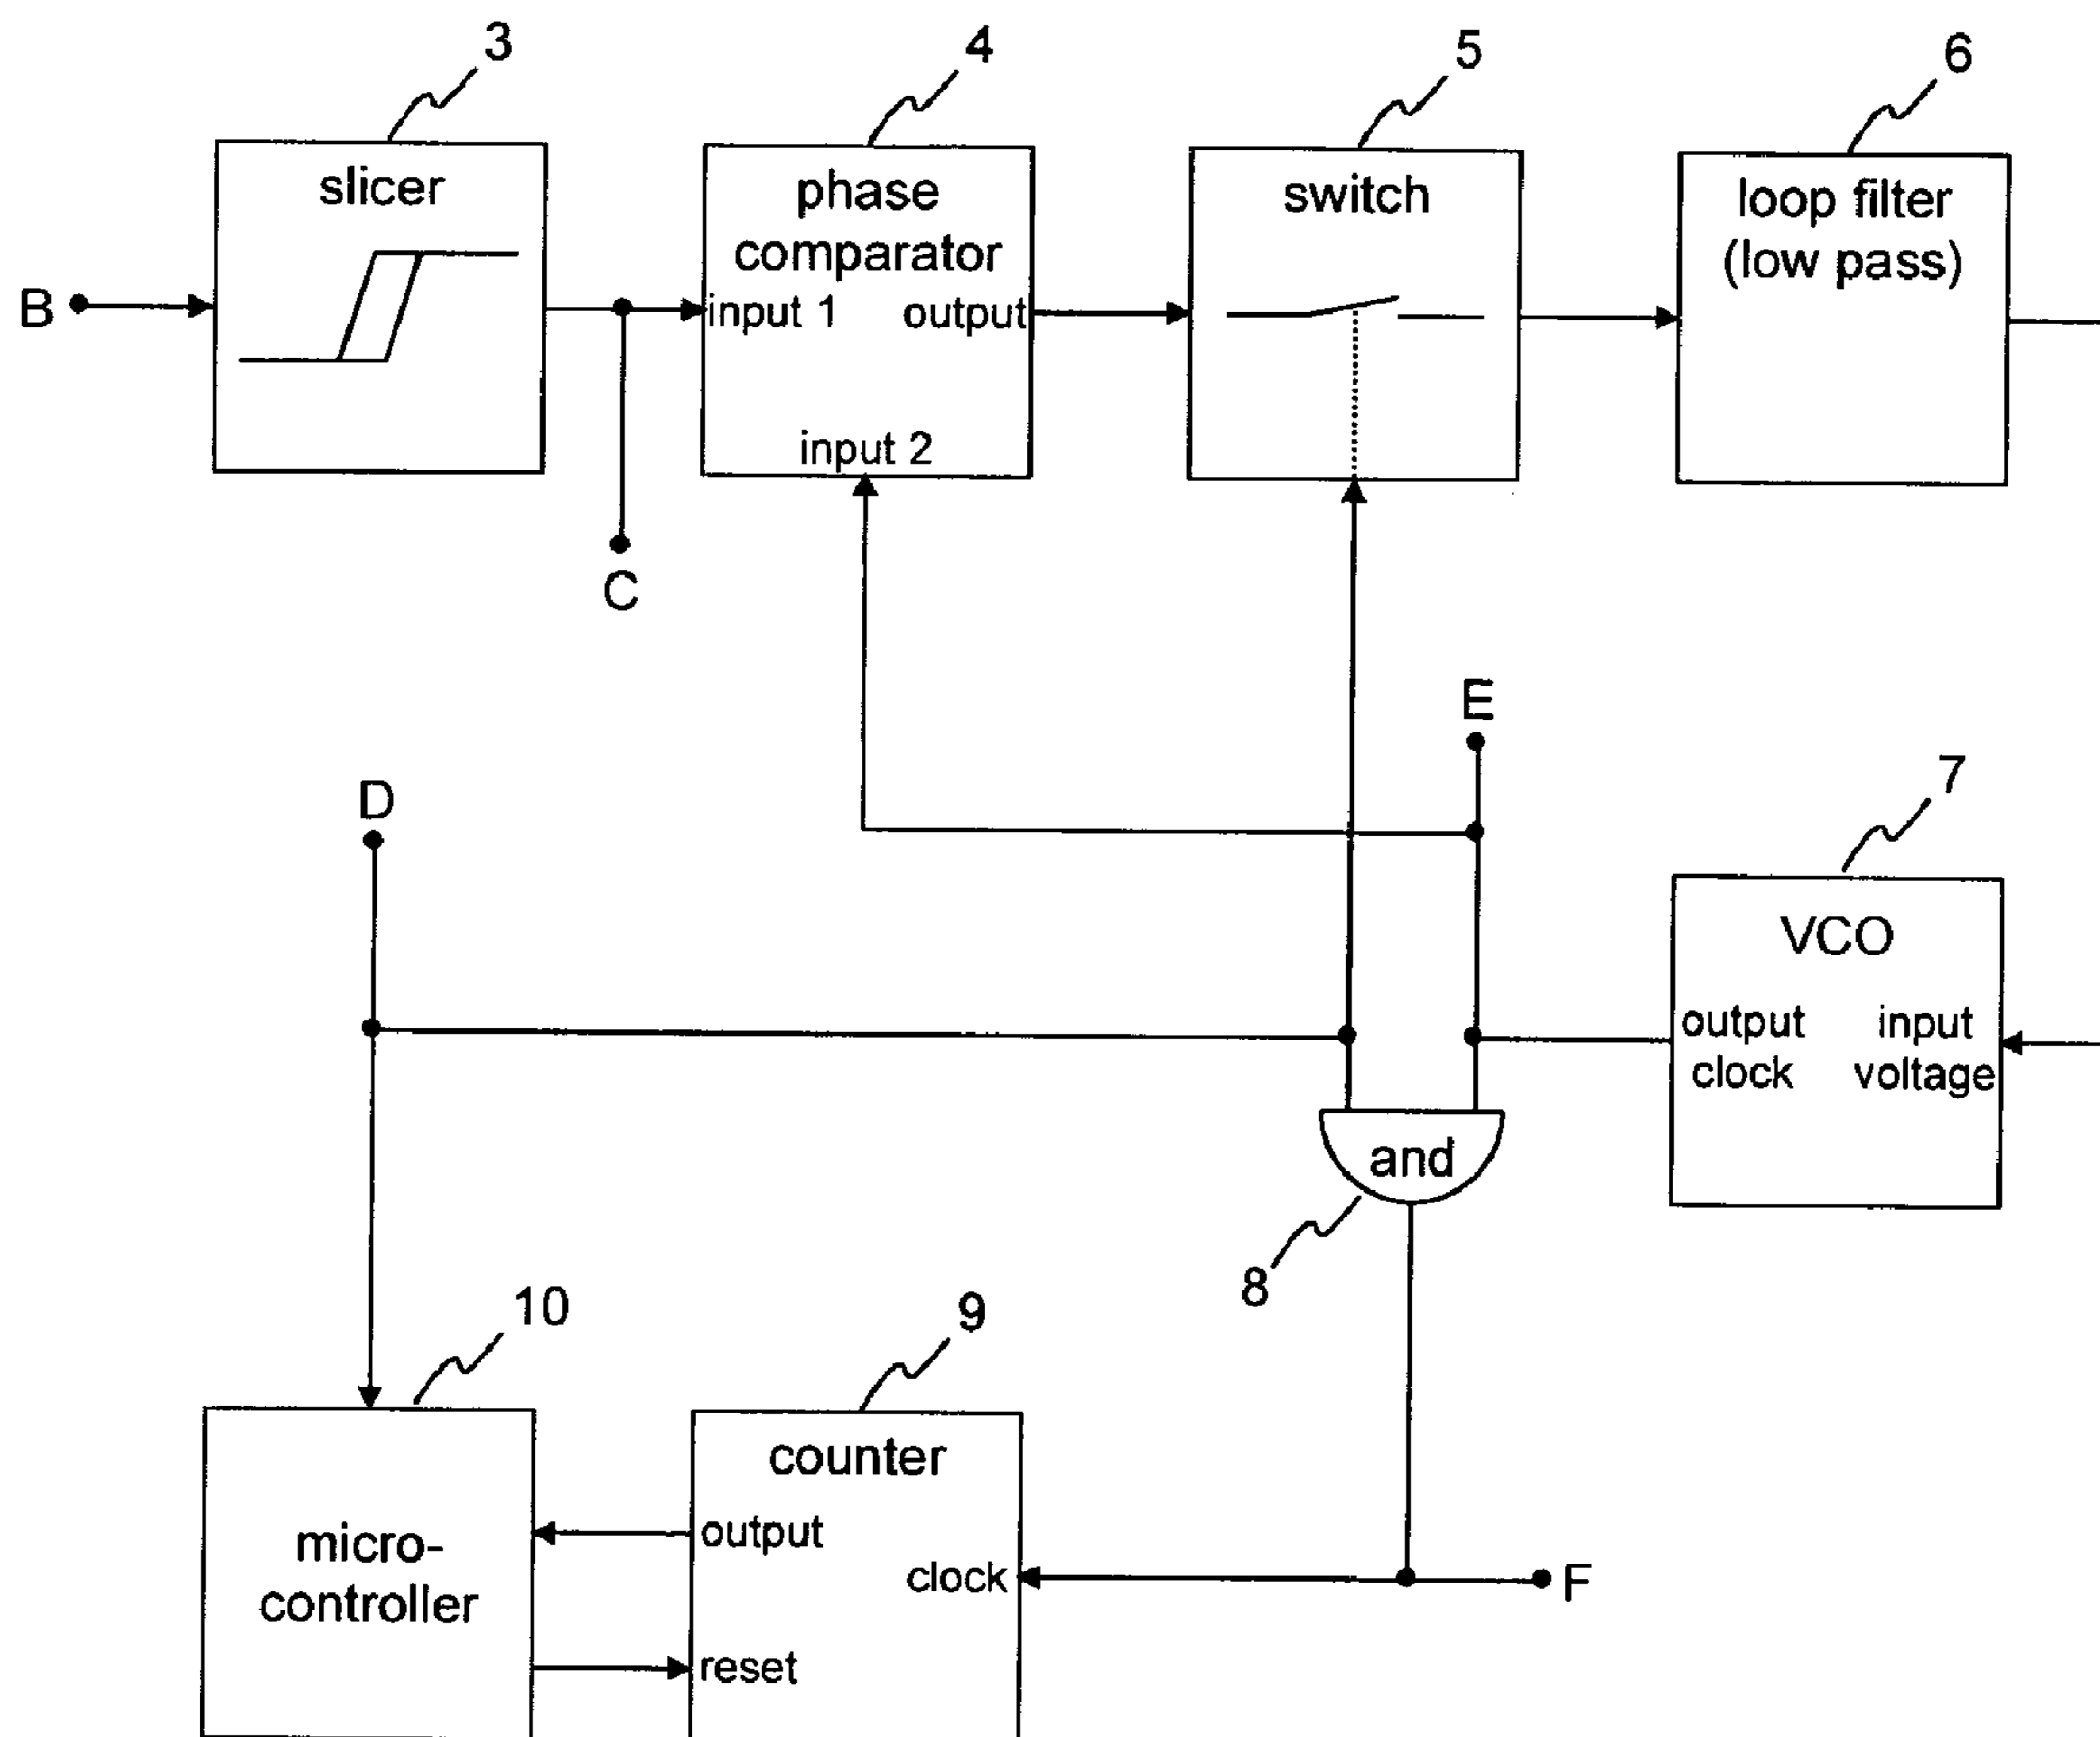 3
4
5
6
slicer
phase
comparator
input 1
output
input 2
switch
loop filter
(low pass)
B
C
E
D
7
VCO
output
clock
input
voltage
and
8
10
9
micro-
controller
counter
output
clock
reset
F